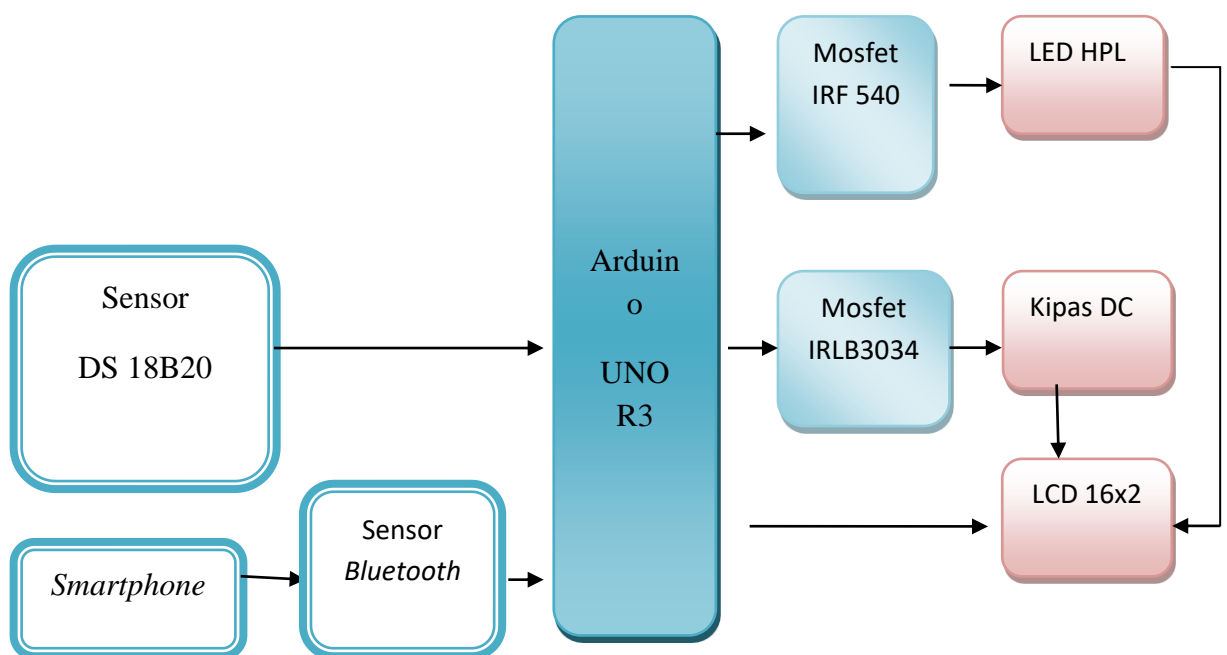 Mosfet
IRF 540
LED HPL
Sensor
DS 18B20
Arduin
o
UNO
R3
Mosfet
IRLB3034
Kipas DC
LCD 16x2
Smartphone
Sensor
Bluetooth